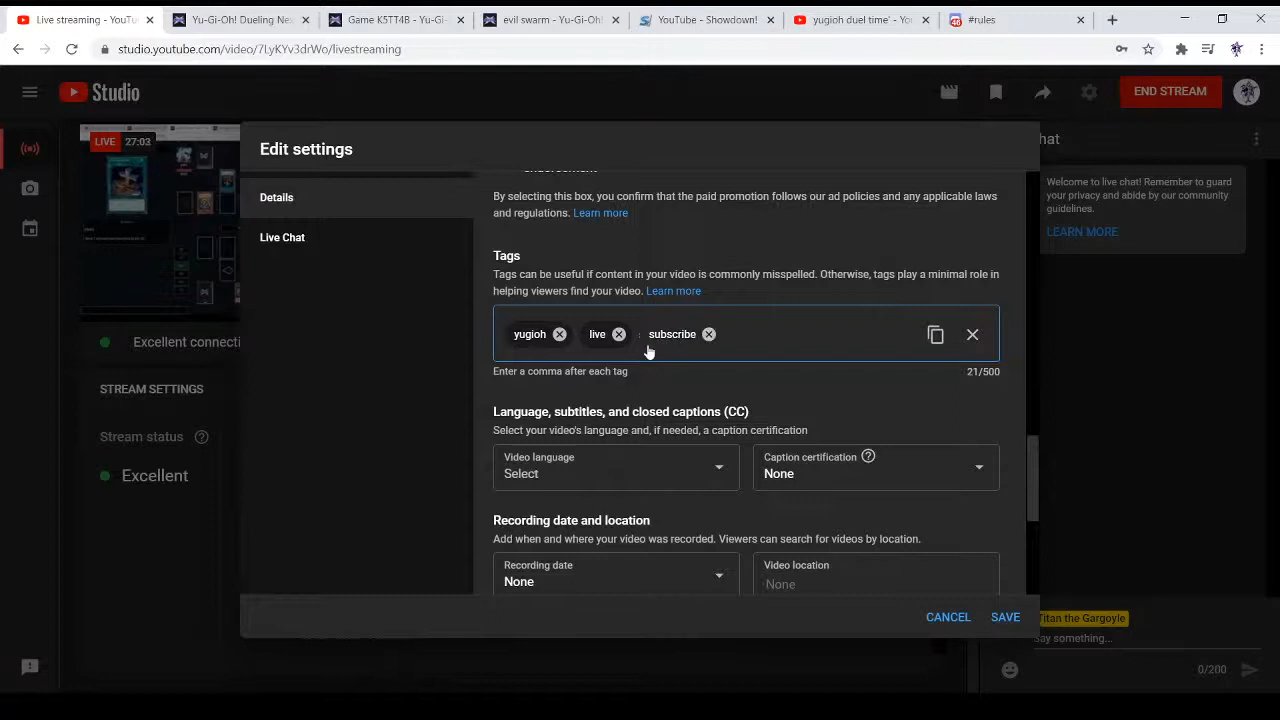 Live streaming - YouTu
Yu-Gi-Oh! Dueling Nex
Game K5TT4B - Yu-Gi-
evil swarm - Yu-Gi-Oh!
YouTube - Showdown!
yugioh duel time' - Yo
46
#rules
studio.youtube.com/video/7LyKYv3drWo/livestreaming
Studio
END STREAM
LIVE 27:03
Edit settings
hat
Details
Live Chat
By selecting this box, you confirm that the paid promotion follows our ad policies and any applicable laws
and regulations. Learn more
Tags
Tags can be useful if content in your video is commonly misspelled. Otherwise, tags play a minimal role in
helping viewers find your video. Learn more
yugioh
live
subscribe
Enter a comma after each tag
21/500
Language, subtitles, and closed captions (CC)
Select your video's language and, if needed, a caption certification
Video language
Select
Caption certification
None
Recording date and location
Add when and where your video was recorded. Viewers can search for videos by location.
Recording date
None
Video location
None
CANCEL
SAVE
Excellent connecti
STREAM SETTINGS
Stream status
Excellent
Welcome to live chat! Remember to guard
your privacy and abide by our community
guidelines.
LEARN MORE
Titan the Gargoyle
Say something...
0/200